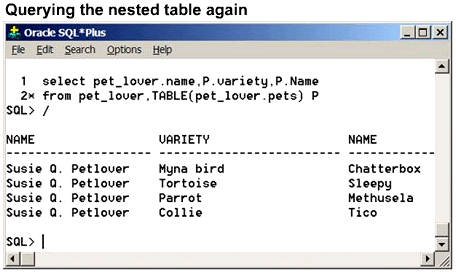 Querying the nested table again
Oracle SQL*Plus
File Edit Search Options Help
1 select pet_lover.name,P.variety,P.Name
2* from pet_lover,TABLE(pet_lover.pets) P
SQL> /
NAME VARIETY NAME
-------------------- ------------------------- ------------
Susie Q. Petlover Myna bird Chatterbox
Susie Q. Petlover Tortoise Sleepy
Susie Q. Petlover Parrot Methusela
Susie Q. Petlover Collie Tico
SQL>